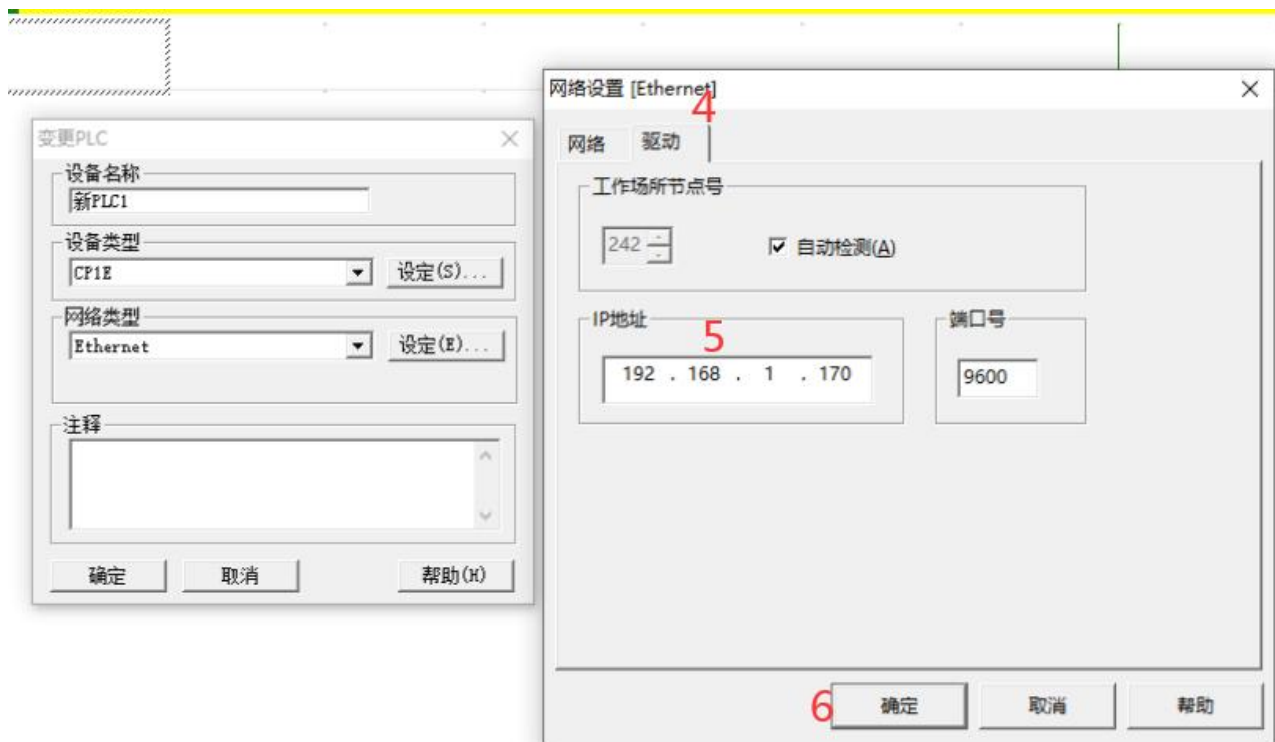 变更PLC
设备名称
新PLC1
设备类型
CP1E
设定(S)...
网络类型
Ethernet
设定(E)...
注释
确定
取消
帮助(H)
网络设置 [Ethernet]
4
网络
驱动
工作场所节点号
242
自动检测(A)
IP地址
5
192 . 168 . 1 . 170
端口号
9600
6
确定
取消
帮助